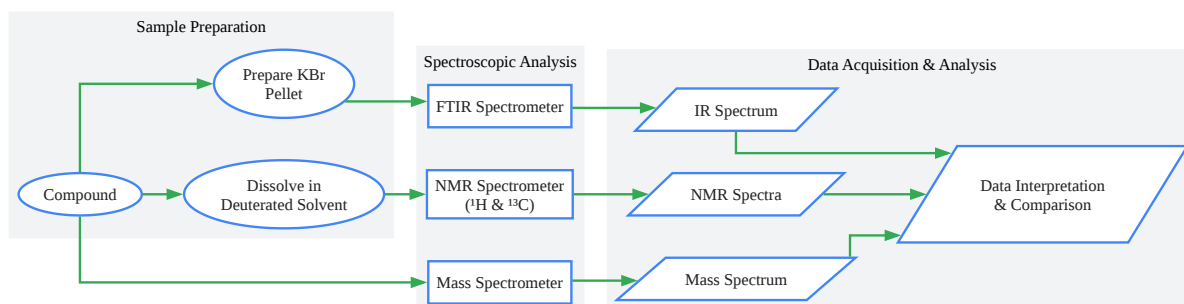 Sample Preparation
Prepare KBr
Pellet
Compound
Dissolve in
Deuterated Solvent
Spectroscopic Analysis
FTIR Spectrometer
NMR Spectrometer
(¹H & ¹³C)
Mass Spectrometer
Data Acquisition & Analysis
IR Spectrum
NMR Spectra
Mass Spectrum
Data Interpretation
& Comparison